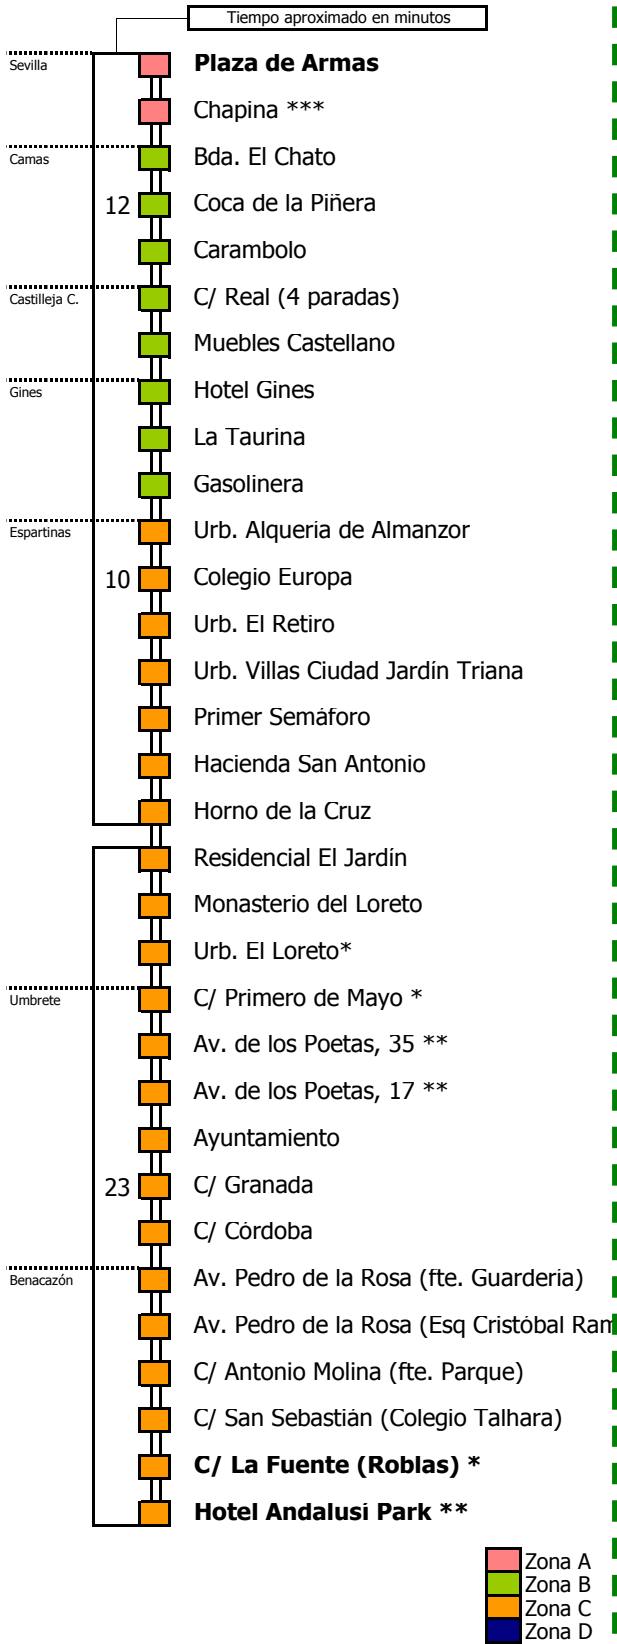 Tiempo aproximado en minutos
Sevilla
Plaza de Armas
Chapina ***
Camas
Bda. El Chato
12
Coca de la Piñera
Carambolo
Castilleja C.
C/ Real (4 paradas)
Muebles Castellano
Gines
Hotel Gines
La Taurina
Gasolinera
Espartinas
Urb. Alquería de Almanzor
10
Colegio Europa
Urb. El Retiro
Urb. Villas Ciudad Jardín Triana
Primer Semáforo
Hacienda San Antonio
Horno de la Cruz
Residencial El Jardín
Monasterio del Loreto
Urb. El Loreto*
Umbrete
C/ Primero de Mayo *
Av. de los Poetas, 35 **
Av. de los Poetas, 17 **
Ayuntamiento
23
C/ Granada
C/ Córdoba
Benacazón
Av. Pedro de la Rosa (fte. Guardería)
Av. Pedro de la Rosa (Esq Cristóbal Ram
C/ Antonio Molina (fte. Parque)
C/ San Sebastián (Colegio Talhara)
C/ La Fuente (Roblas) *
Hotel Andalusí Park **
Zona A
Zona B
Zona C
Zona D